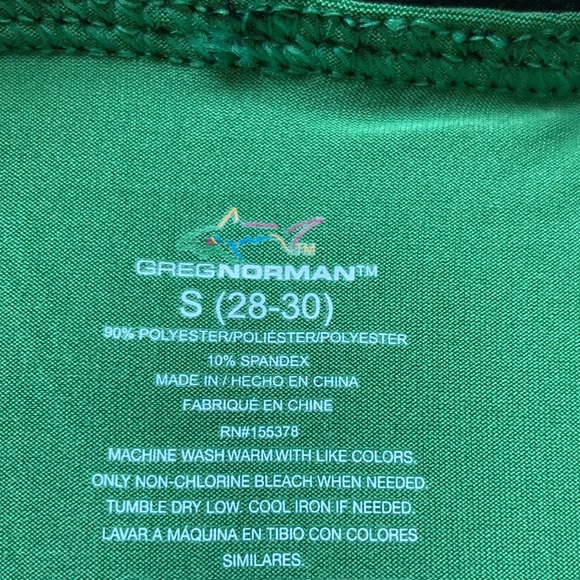 TM
GREGNORMAN™
S (28-30)
90% POLYESTER/POLIÉSTER/POLYESTER
10% SPANDEX
MADE IN / HECHO EN CHINA
FABRIQUÉ EN CHINE
RN#155378
MACHINE WASH WARM WITH LIKE COLORS.
ONLY NON-CHLORINE BLEACH WHEN NEEDED.
TUMBLE DRY LOW. COOL IRON IF NEEDED.
LAVAR A MÁQUINA EN TIBIO CON COLORES
SIMILARES.